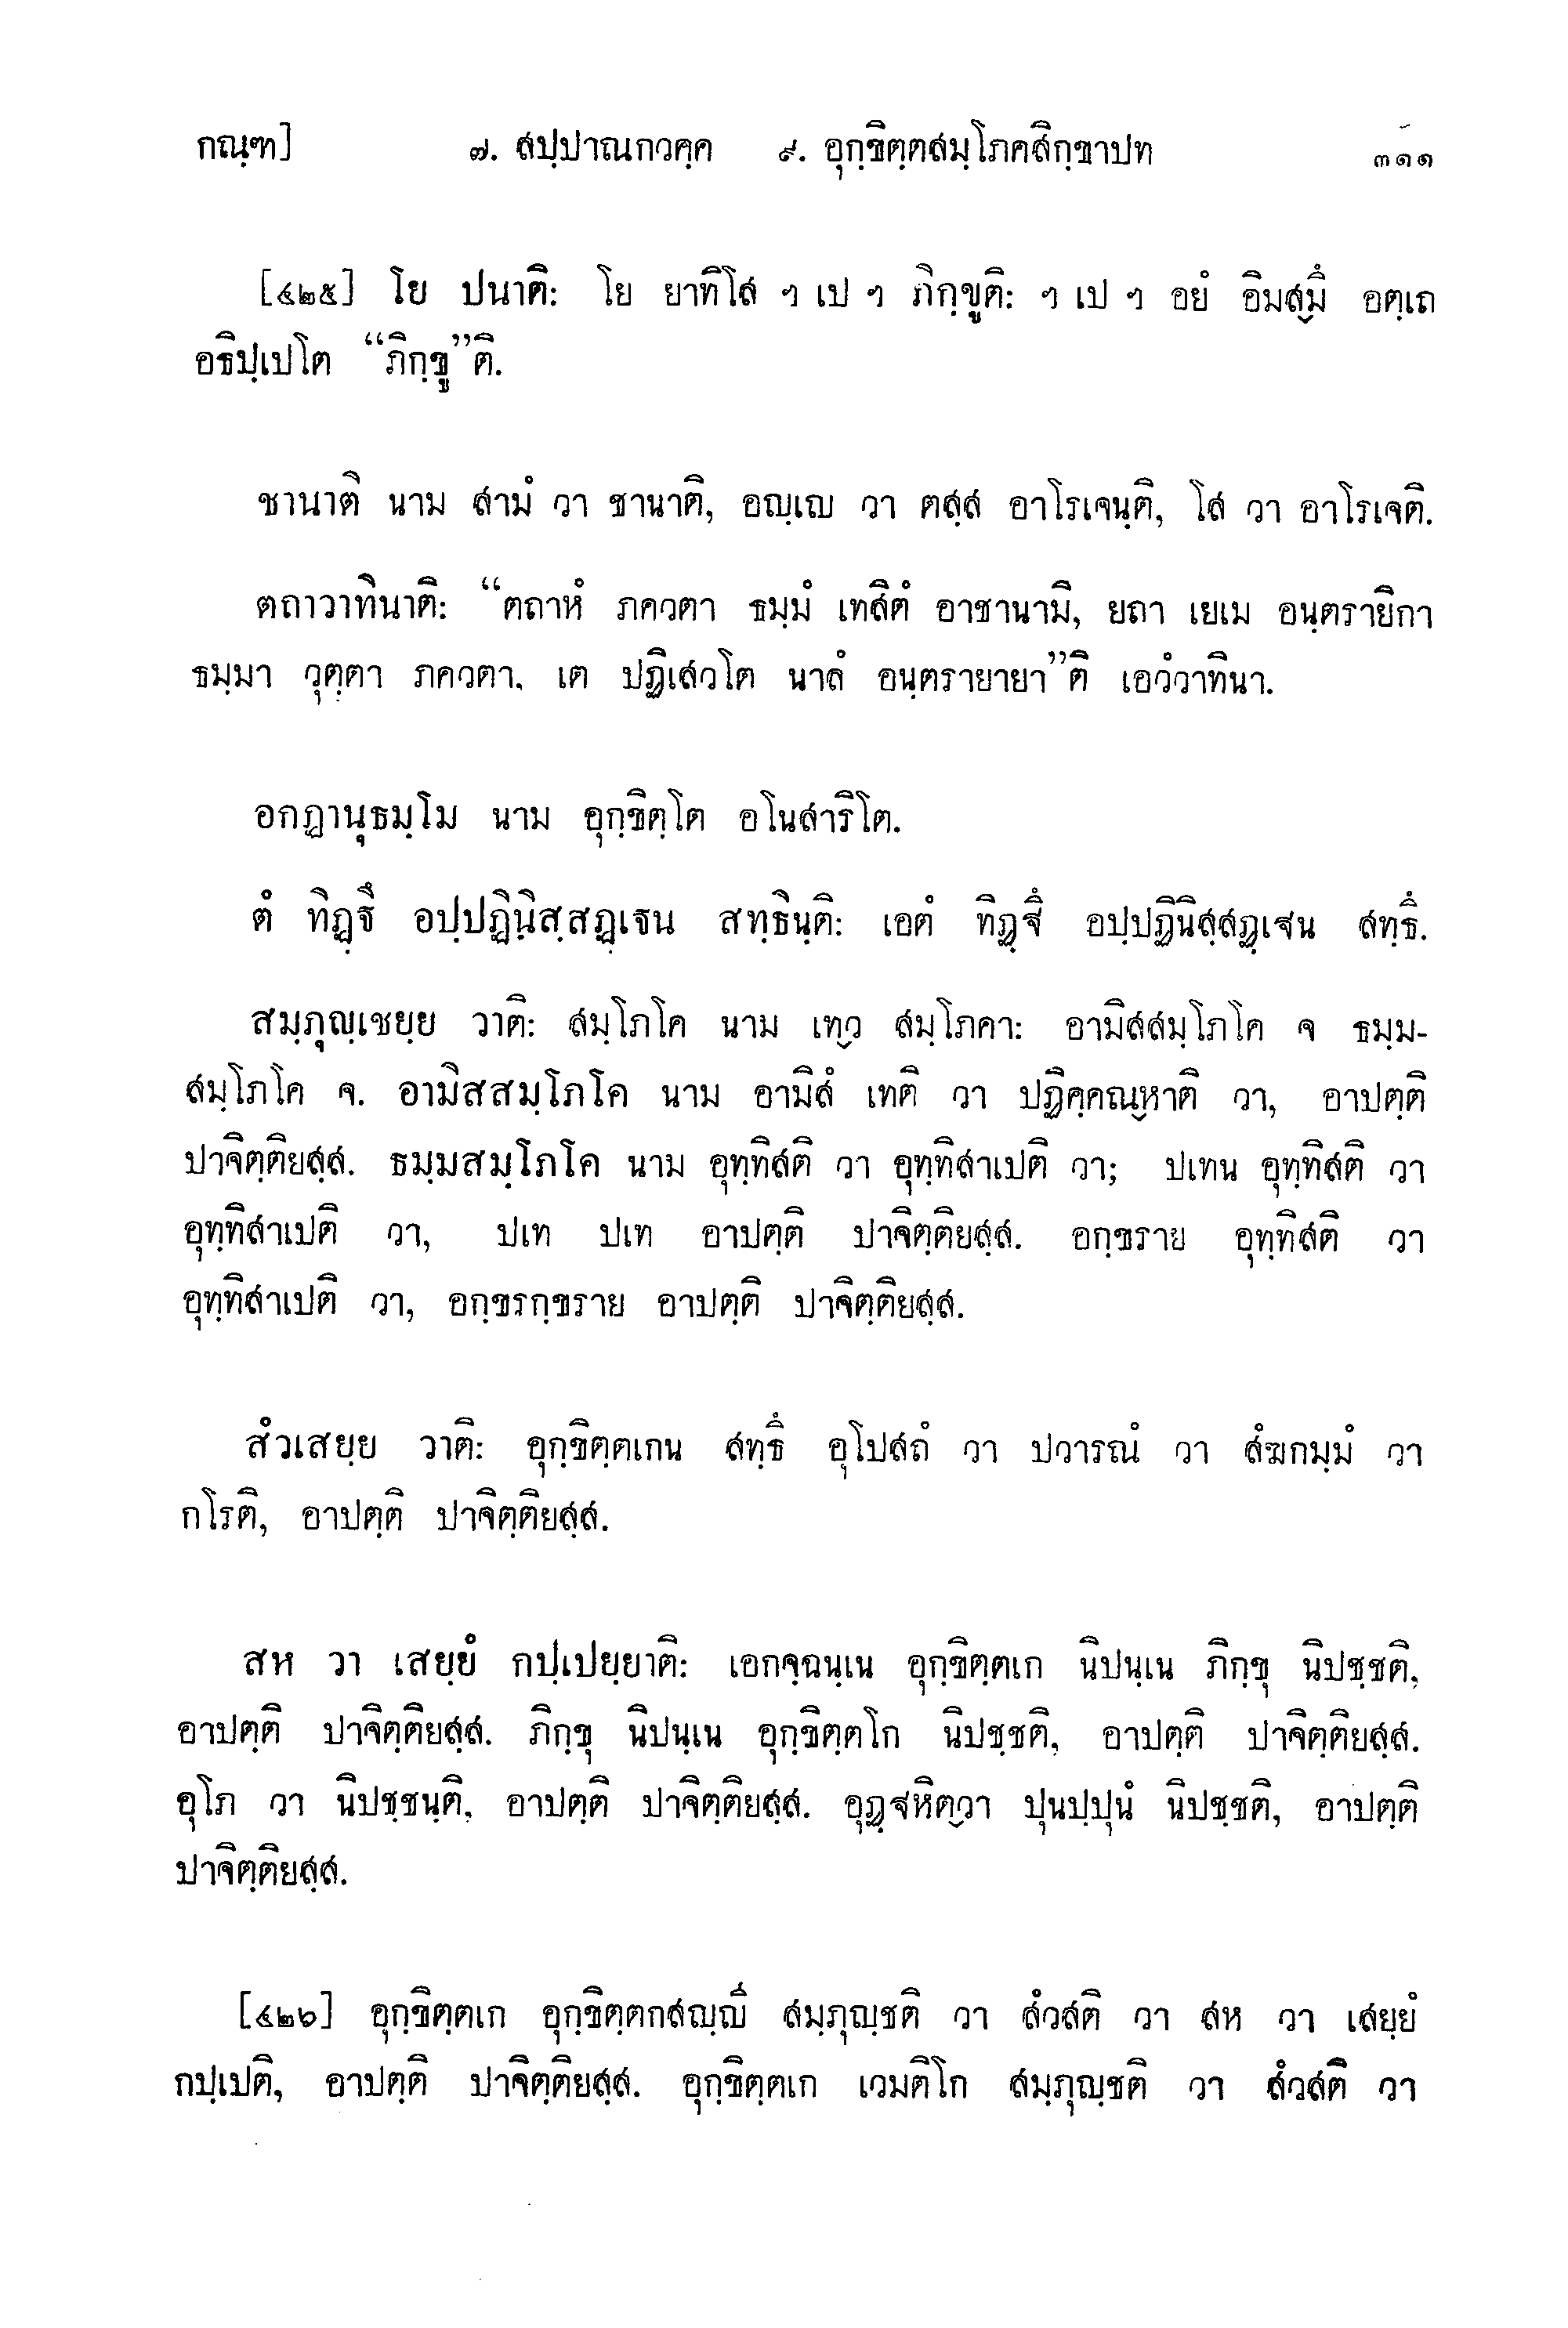 กณฺฑ] ๗. สปฺปาณกวคฺค ๙. อุกฺขิตฺตสมฺโภคสิกฺขาปท ๓๑๑
[๔๒๕] โย ปนาติ: โย ยาทิโส ฯ เป ฯ ภิกฺขูติ: ฯ เป ฯ อยํ อิมสฺมึ อตฺเถ
อธิปฺเปโต “ภิกฺขู”ติ.
ชานาติ นาม สามํ วา ชานาติ, อญฺเญ วา ตสฺส อาโรเจนฺติ, โส วา อาโรเจติ.
ตถาวาทินาติ: “ตถาหํ ภควตา ธมฺมํ เทสิตํ อาชานามิ, ยถา เยเม อนฺตรายิกา
ธมฺมา วุตฺตา ภควตา, เต ปฏิเสวโต นาลํ อนฺตรายายา”ติ เอวํวาทินา.
อกฏานุธมฺโม นาม อุกฺขิตฺโต อโนสาริโต.
ตํ ทิฏฺฐึ อปฺปฏินิสฺสฏฺเฐน สทฺธินฺติ: เอตํ ทิฏฺฐึ อปฺปฏินิสฺสฏฺเฐน สทฺธึ.
สมฺภุญฺเชยฺย วาติ: สมฺโภโค นาม เทฺว สมฺโภคา: อามิสสมฺโภโค จ ธมฺม-
สมฺโภโค จ. อามิสสมฺโภโค นาม อามิสํ เทติ วา ปฏิคฺคณฺหาติ วา, อาปตฺติ
ปาจิตฺติยสฺส. ธมฺมสมฺโภโค นาม อุทฺทิสติ วา อุทฺทิสาเปติ วา; ปเทน อุทฺทิสติ วา
อุทฺทิสาเปติ วา, ปเท ปเท อาปตฺติ ปาจิตฺติยสฺส. อกฺขราย อุทฺทิสติ วา
อุทฺทิสาเปติ วา, อกฺขรกฺขราย อาปตฺติ ปาจิตฺติยสฺส.
สํวเสยฺย วาติ: อุกฺขิตฺตเกน สทฺธึ อุโปสถํ วา ปวารณํ วา สํฆกมฺมํ วา
กโรติ, อาปตฺติ ปาจิตฺติยสฺส.
สห วา เสยฺยํ กปฺเปยฺยาติ: เอกจฺฉนฺเน อุกฺขิตฺตเก นิปนฺเน ภิกฺขุ นิปชฺชติ,
อาปตฺติ ปาจิตฺติยสฺส. ภิกฺขุ นิปนฺเน อุกฺขิตฺตโก นิปชฺชติ, อาปตฺติ ปาจิตฺติยสฺส.
อุโภ วา นิปชฺชนฺติ, อาปตฺติ ปาจิตฺติยสฺส. อุฏฺฐหิตฺวา ปุนปฺปุนํ นิปชฺชติ, อาปตฺติ
ปาจิตฺติยสฺส.
[๔๒๖] อุกฺขิตฺตเก อุกฺขิตฺตกสญฺญี สมฺภุญฺชติ วา สํวสติ วา สห วา เสยฺยํ
กปฺเปติ, อาปตฺติ ปาจิตฺติยสฺส. อุกฺขิตฺตเก เวมติโก สมฺภุญฺชติ วา สํวสติ วา